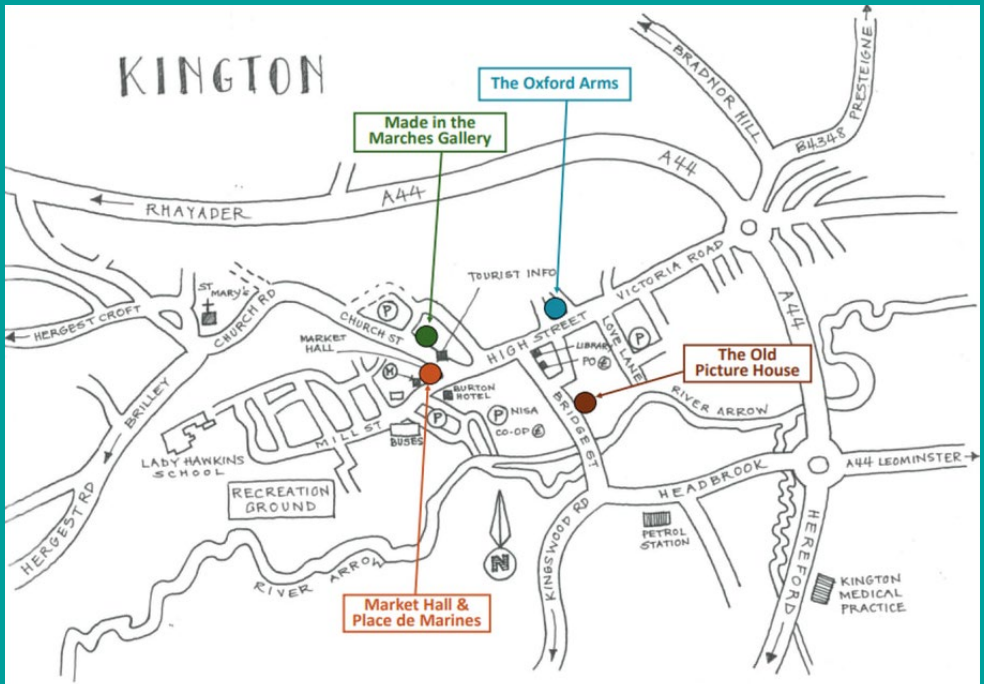 KINGTON
The Oxford Arms
Made in the
Marches Gallery
BRADNOR HILL
B4348 PRESTEIGNE
A44
A44
RHAYADER
TOURIST INFO
VICTORIA ROAD
ST
MARY'S
CHURCH RD
P
CHURCH ST
HIGH STREET
A44
HERGEST CROFT
MARKET
HALL
LIBRARY
PO £
LOVE LANE
P
The Old
Picture House
BRILLEY
H
BURTON
HOTEL
RIVER ARROW
BRIDGE ST
P
P NISA
CO-OP £
MILL ST
BUSES
LADY HAWKINS
SCHOOL
HEADBROOK
A44 LEOMINSTER
RECREATION
GROUND
HERGEST RD
KINGSWOOD RD
PETROL
STATION
HEREFORD
N
RIVER ARROW
KINGTON
MEDICAL
PRACTICE
Market Hall &
Place de Marines